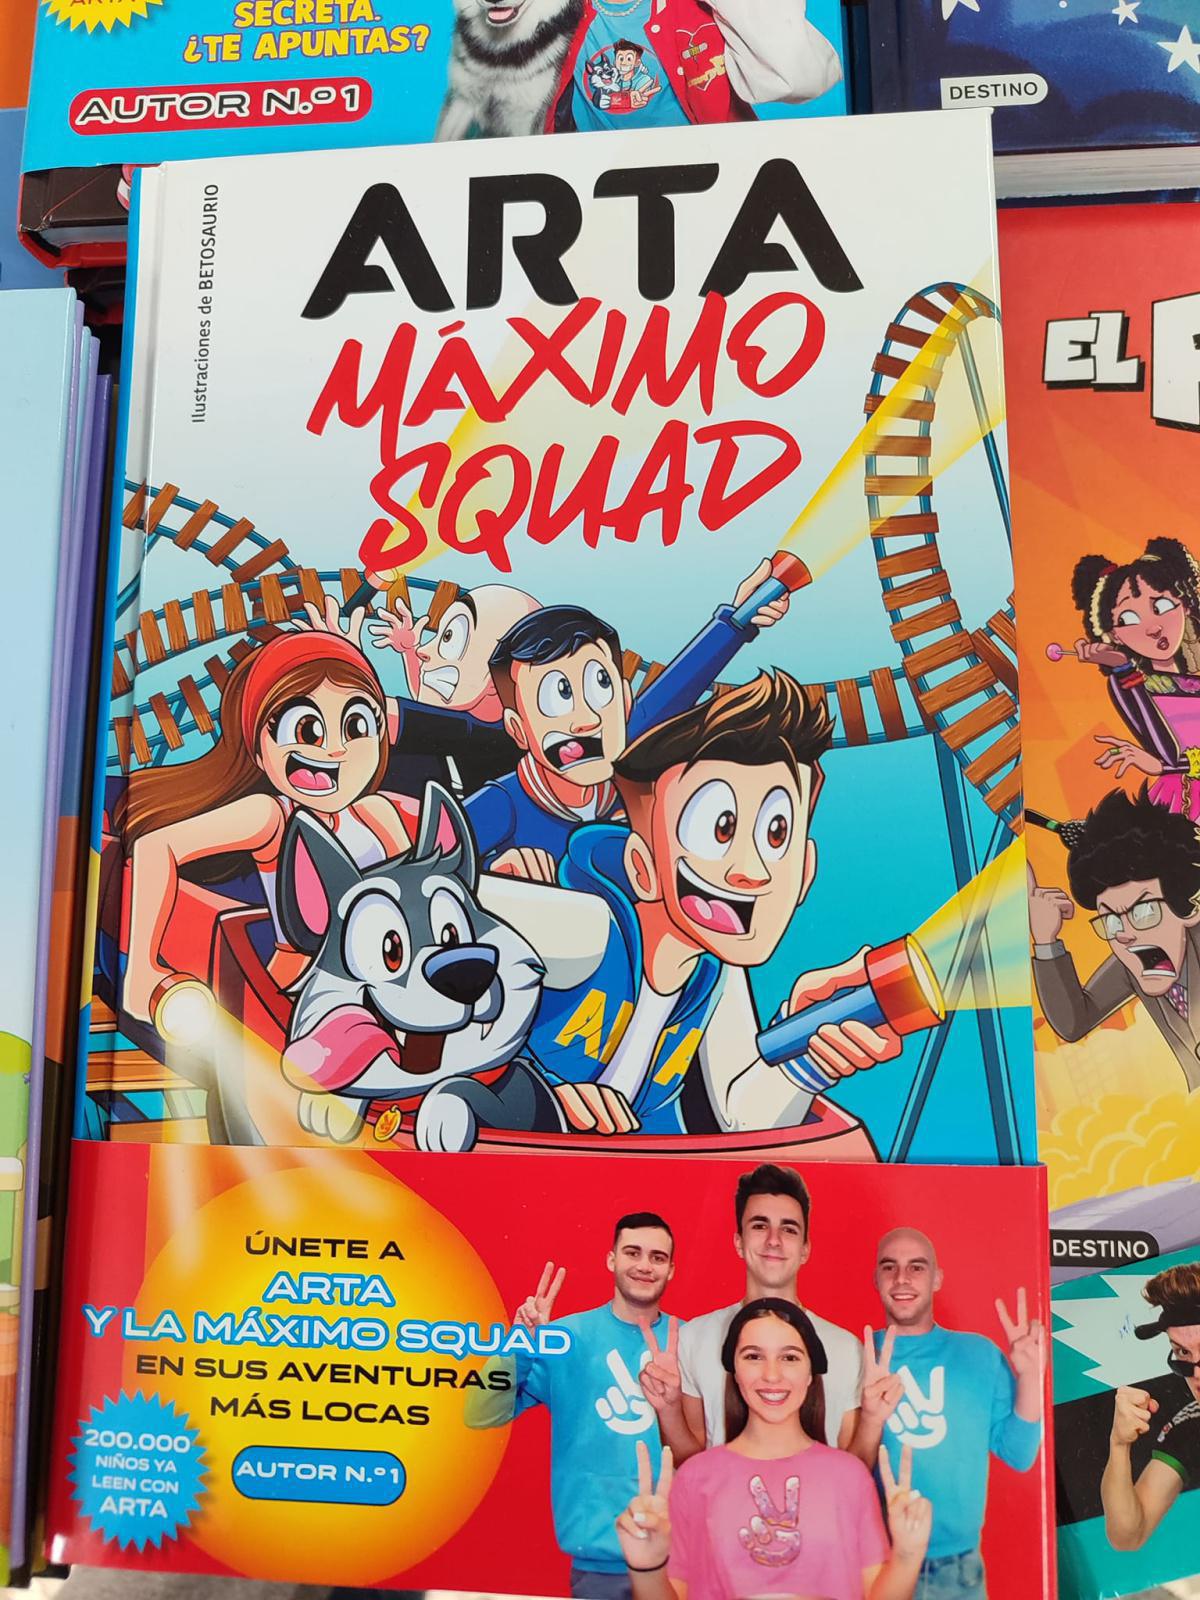 SECRETA.
¿TE APUNTAS?
AUTOR N.º 1
DESTINO
Ilustraciones de BETOSAURIO
ARTA
MÁXIMO
SQUAD
EL
ARTA
ÚNETE A
ARTA
Y LA MÁXIMO SQUAD
EN SUS AVENTURAS
MÁS LOCAS
AUTOR N.º 1
200.000
NIÑOS YA
LEEN CON
ARTA
DESTINO